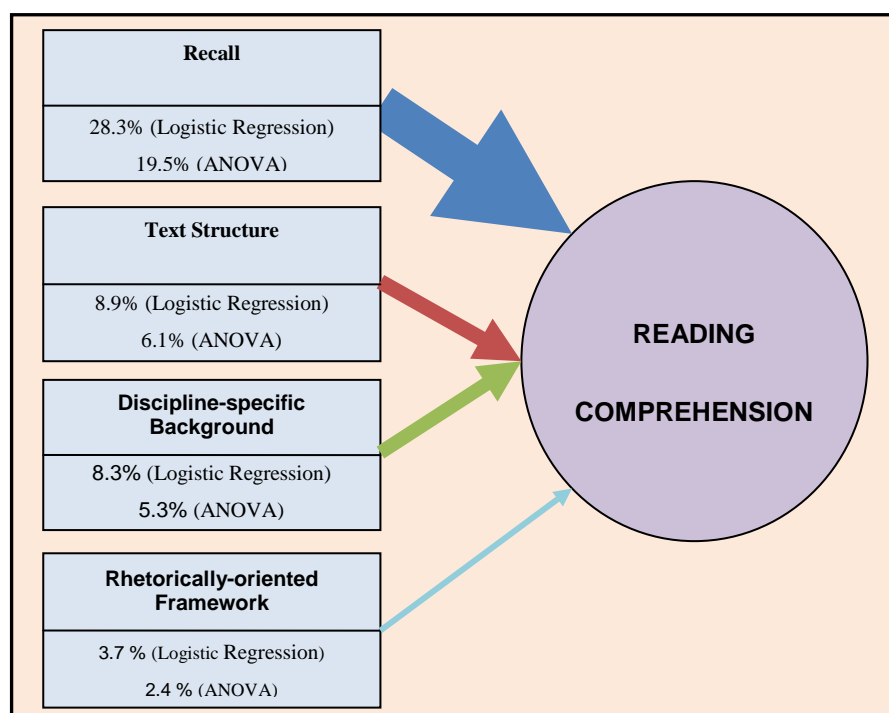 Recall
28.3% (Logistic Regression)
19.5% (ANOVA)
Text Structure
8.9% (Logistic Regression)
6.1% (ANOVA)
Discipline-specific
Background
8.3% (Logistic Regression)
5.3% (ANOVA)
Rhetorically-oriented
Framework
3.7 % (Logistic Regression)
2.4 % (ANOVA)
READING
COMPREHENSION